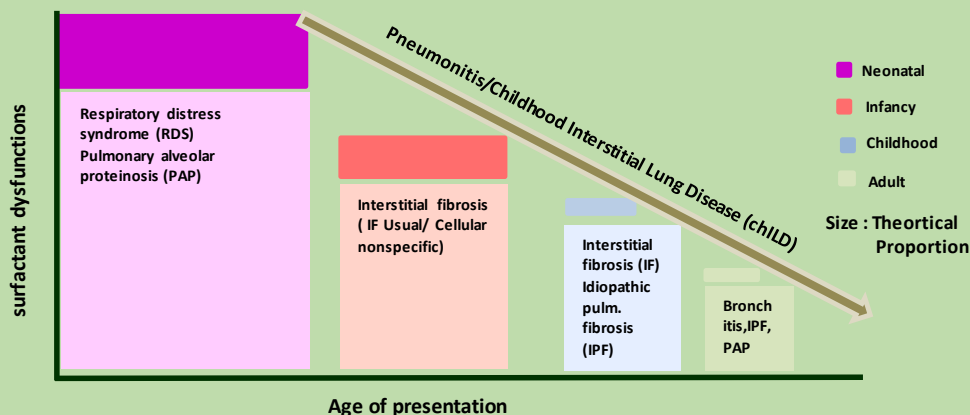 surfactant dysfunctions
Respiratory distress
syndrome (RDS)
Pulmonary alveolar
proteinosis (PAP)
Interstitial fibrosis
( IF Usual/ Cellular
nonspecific)
Interstitial
fibrosis (IF)
Idiopathic
pulm.
fibrosis
(IPF)
Bronch
itis,IPF,
PAP
Pneumonitis/Childhood Interstitial Lung Disease (chILD)
Neonatal
Infancy
Childhood
Adult
Size : Theortical
Proportion
Age of presentation